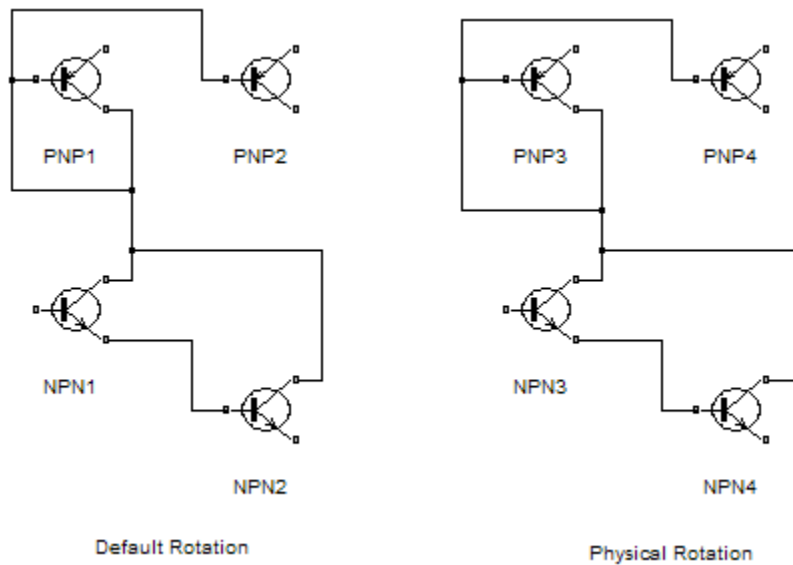 PNP1 PNP2 PNP3 PNP4
NPN1 NPN3
NPN2 NPN4
Default Rotation
Physical Rotation